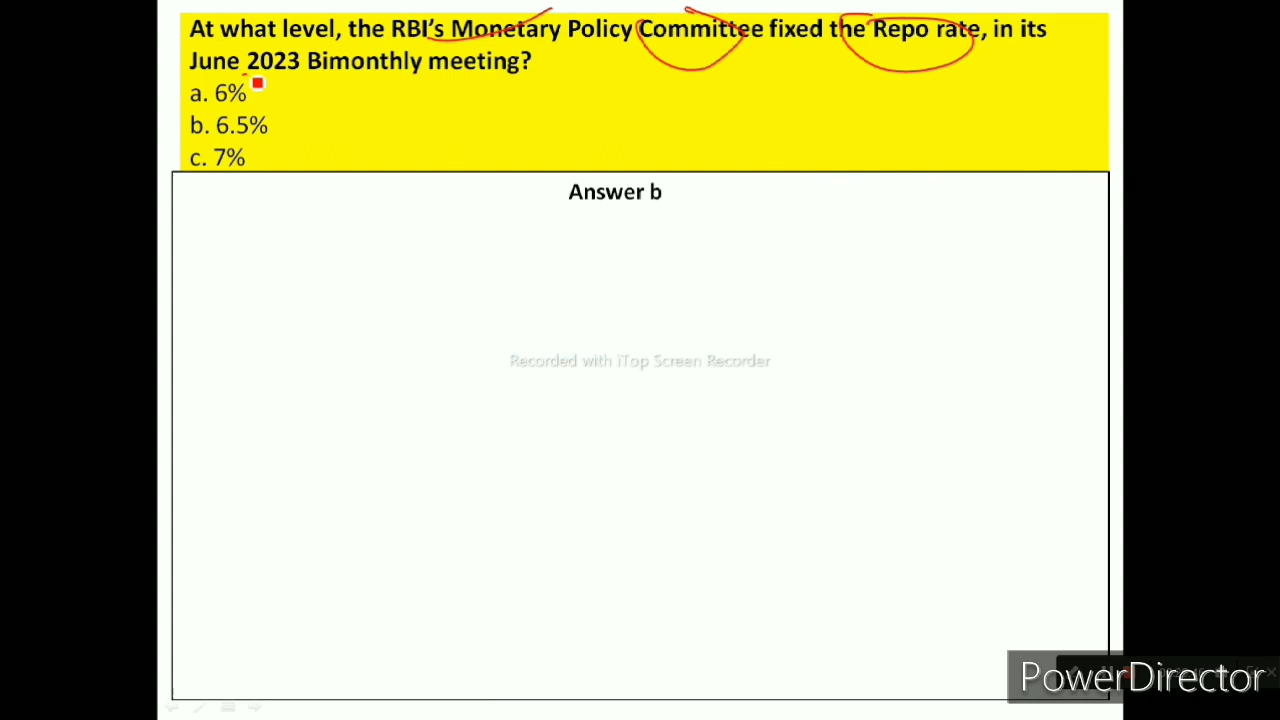 At what level, the RBI's Monetary Policy Committee fixed the Repo rate, in its
June 2023 Bimonthly meeting?
a. 6%
b. 6.5%
c. 7%
Answer b
Recorded with iTop Screen Recorder
PowerDirector